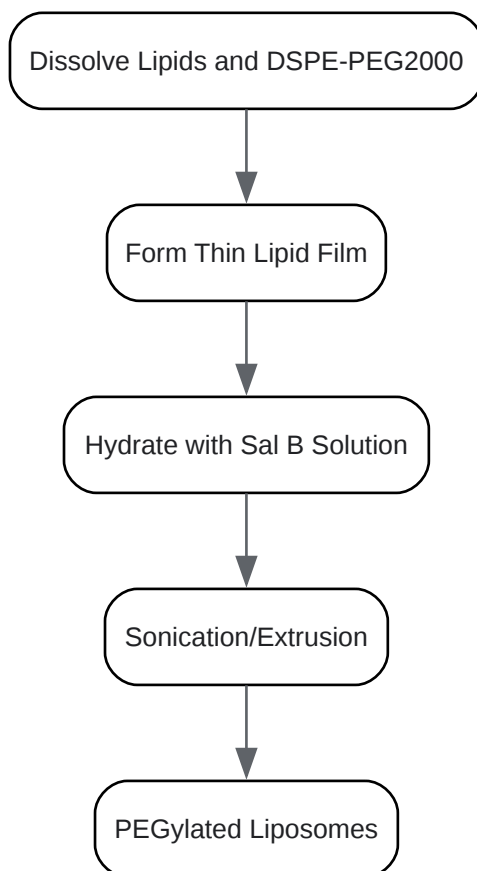 Dissolve Lipids and DSPE-PEG2000
Form Thin Lipid Film
Hydrate with Sal B Solution
Sonication/Extrusion
PEGylated Liposomes